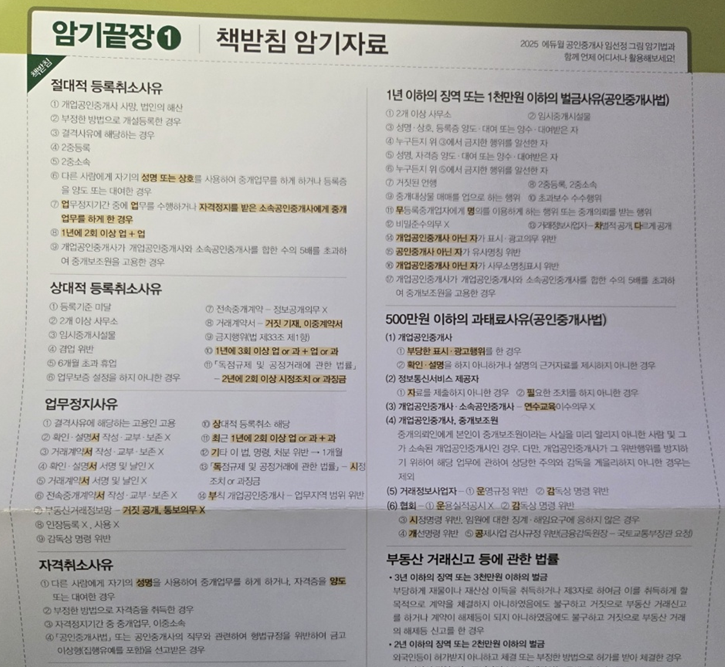 암기끝장❶ 책받침 암기자료
2025 에듀윌 공인중개사 임선정 그림 암기법과
함께 언제 어디서나 활용해보세요!
책받침
절대적 등록취소사유
① 개업공인중개사 사망, 법인의 해산
② 부정한 방법으로 개설등록한 경우
③ 결격사유에 해당하는 경우
④ 2중등록
⑤ 2중소속
⑥ 다른 사람에게 자기의 성명 또는 상호를 사용하여 중개업무를 하게 하거나 등록증
을 양도 또는 대여한 경우
⑦ 업무정지기간 중에 업무를 수행하거나 자격정지를 받은 소속공인중개사에게 중개
업무를 하게 한 경우
⑧ 1년에 2회 이상 업 + 업
⑨ 개업공인중개사가 개업공인중개사와 소속공인중개사를 합한 수의 5배를 초과하
여 중개보조원을 고용한 경우
상대적 등록취소사유
① 등록기준 미달
② 2개 이상 사무소
③ 임시중개시설물
④ 겸업 위반
⑤ 6개월 초과 휴업
⑥ 업무보증 설정을 하지 아니한 경우
⑦ 전속중개계약 – 정보공개의무 X
⑧ 거래계약서 – 거짓 기재, 이중계약서
⑨ 금지행위(법 제33조 제1항)
⑩ 1년에 3회 이상 업 or 과 + 업 or 과
⑪ 「독점규제 및 공정거래에 관한 법률」
– 2년에 2회 이상 시정조치 or 과징금
업무정지사유
① 결격사유에 해당하는 고용인 고용
② 확인·설명서 작성·교부·보존 X
③ 거래계약서 작성·교부·보존 X
④ 확인·설명서 서명 및 날인 X
⑤ 거래계약서 서명 및 날인 X
⑥ 전속중개계약서 작성·교부·보존 X
⑦ 부동산거래정보망 – 거짓 공개, 통보의무 X
⑧ 인장등록 X, 사용 X
⑨ 감독상 명령 위반
⑩ 상대적 등록취소 해당
⑪ 최근 1년에 2회 이상 업 or 과 + 과
⑫ 기타 이 법, 명령, 처분 위반 → 1개월
⑬ 「독점규제 및 공정거래에 관한 법률」 – 시정
조치 or 과징금
⑭ 부칙 개업공인중개사 – 업무지역 범위 위반
자격취소사유
① 다른 사람에게 자기의 성명을 사용하여 중개업무를 하게 하거나, 자격증을 양도
또는 대여한 경우
② 부정한 방법으로 자격증을 취득한 경우
③ 자격정지기간 중 중개업무, 이중소속
④ 「공인중개사법」 또는 공인중개사의 직무와 관련하여 형법규정을 위반하여 금고
이상형(집행유예를 포함)을 선고받은 경우
1년 이하의 징역 또는 1천만원 이하의 벌금사유(공인중개사법)
① 2개 이상 사무소 ② 임시중개시설물
③ 성명·상호, 등록증 양도·대여 또는 양수·대여받은 자
④ 누구든지 위 ③에서 금지한 행위를 알선한 자
⑤ 성명, 자격증 양도·대여 또는 양수·대여받은 자
⑥ 누구든지 위 ⑤에서 금지한 행위를 알선한 자
⑦ 거짓된 언행 ⑧ 2중등록, 2중소속
⑨ 중개대상물 매매를 업으로 하는 행위 ⑩ 초과보수 수수행위
⑪ 무등록중개업자에게 명의를 이용하게 하는 행위 또는 중개의뢰를 받는 행위
⑫ 비밀준수의무 X ⑬ 거래정보사업자 – 차별적 공개, 다르게 공개
⑭ 개업공인중개사 아닌 자가 표시·광고의무 위반
⑮ 공인중개사 아닌 자가 유사명칭 위반
⑯ 개업공인중개사 아닌 자가 사무소명칭표시 위반
⑰ 개업공인중개사가 개업공인중개사와 소속공인중개사를 합한 수의 5배를 초과하
여 중개보조원을 고용한 경우
500만원 이하의 과태료사유(공인중개사법)
(1) 개업공인중개사
① 부당한 표시·광고행위를 한 경우
② 확인·설명을 하지 아니하거나 설명의 근거자료를 제시하지 아니한 경우
(2) 정보통신서비스 제공자
① 자료를 제출하지 아니한 경우 ② 필요한 조치를 하지 아니한 경우
(3) 개업공인중개사·소속공인중개사 – 연수교육이수의무 X
(4) 개업공인중개사, 중개보조원
중개의뢰인에게 본인이 중개보조원이라는 사실을 미리 알리지 아니한 사람 및 그
가 소속된 개업공인중개사인 경우. 다만, 개업공인중개사가 그 위반행위를 방지하
기 위하여 해당 업무에 관하여 상당한 주의와 감독을 게을리하지 아니한 경우는
제외
(5) 거래정보사업자 – ① 운영규정 위반 ② 감독상 명령 위반
(6) 협회 – ① 운용실적공시 X ② 감독상 명령 위반
③ 시정명령 위반, 임원에 대한 징계·해임요구에 응하지 않은 경우
④ 개선명령 위반 ⑤ 공제사업 검사규정 위반(금융감독원장 – 국토교통부장관 요청)
부동산 거래신고 등에 관한 법률
• 3년 이하의 징역 또는 3천만원 이하의 벌금
부당하게 재물이나 재산상 이득을 취득하거나 제3자로 하여금 이를 취득하게 할
목적으로 계약을 체결하지 아니하였음에도 불구하고 거짓으로 부동산 거래신고
를 하거나 계약이 해제등이 되지 아니하였음에도 불구하고 거짓으로 부동산 거래
의 해제등 신고를 한 경우
• 2년 이하의 징역 또는 2천만원 이하의 벌금
외국인등이 허가받지 아니하고 체결 또는 부정한 방법으로 허가를 받아 체결한 경우